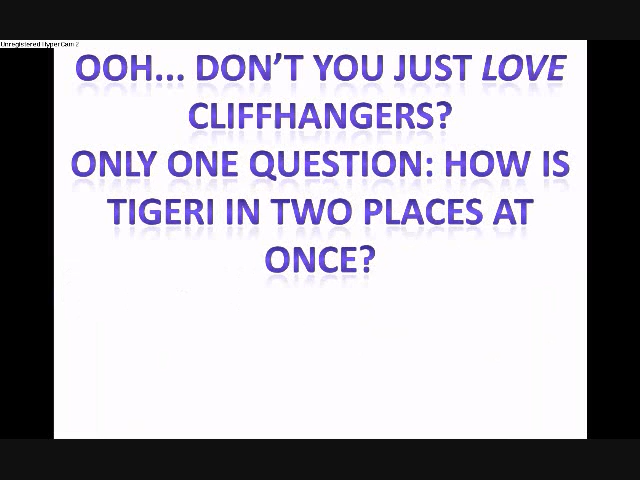 Unregistered HyperCam 2
OOH... DON'T YOU JUST LOVE
CLIFFHANGERS?
ONLY ONE QUESTION: HOW IS
TIGERI IN TWO PLACES AT
ONCE?